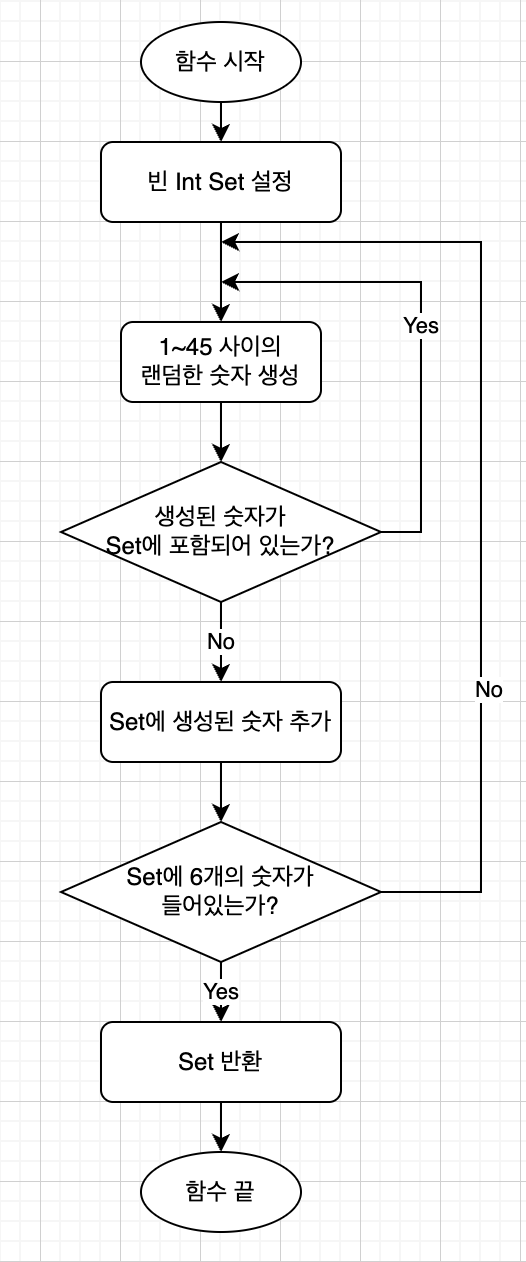 함수 시작
빈 Int Set 설정
1~45 사이의
랜덤한 숫자 생성
Yes
생성된 숫자가
Set에 포함되어 있는가?
No
Set에 생성된 숫자 추가
No
Set에 6개의 숫자가
들어있는가?
Yes
Set 반환
함수 끝